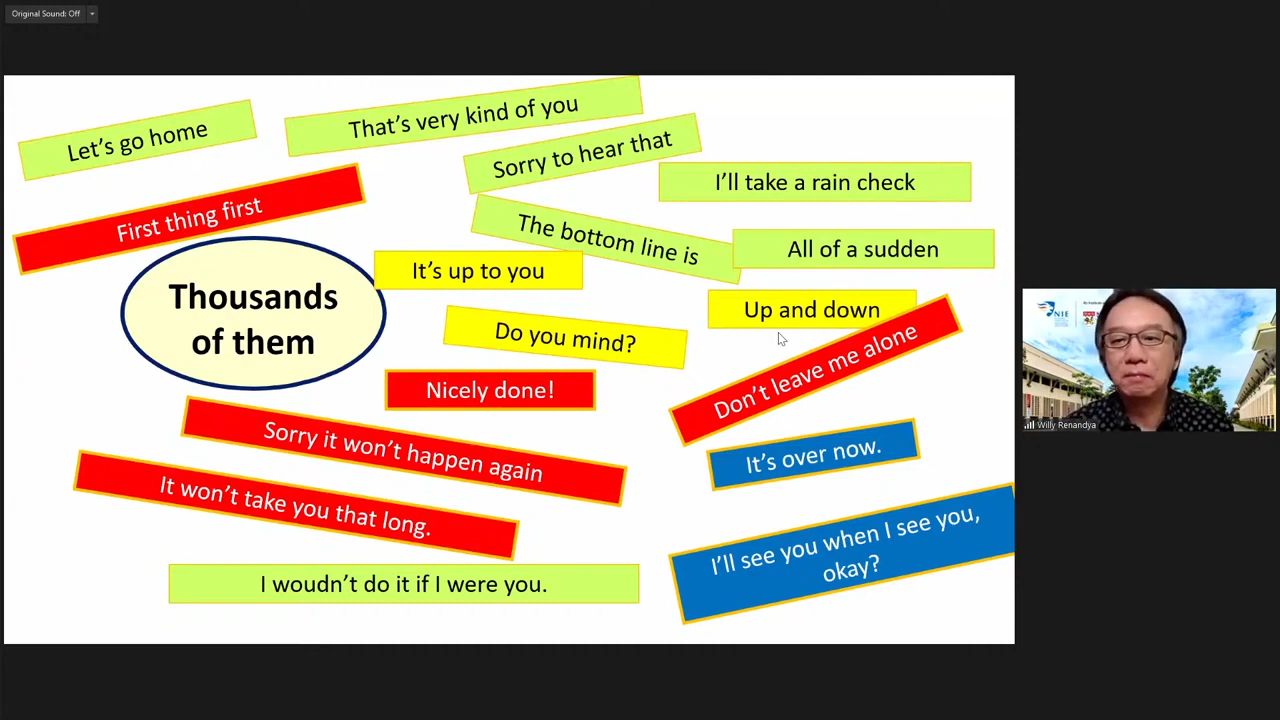 Original Sound: Off
Let's go home
That's very kind of you
Sorry to hear that
I'll take a rain check
First thing first
The bottom line is
All of a sudden
It's up to you
Thousands
of them
Up and down
Do you mind?
Don't leave me alone
Nicely done!
Sorry it won't happen again
It's over now.
It won't take you that long.
I'll see you when I see you,
okay?
I woudn't do it if I were you.
NIE
Willy Renandya